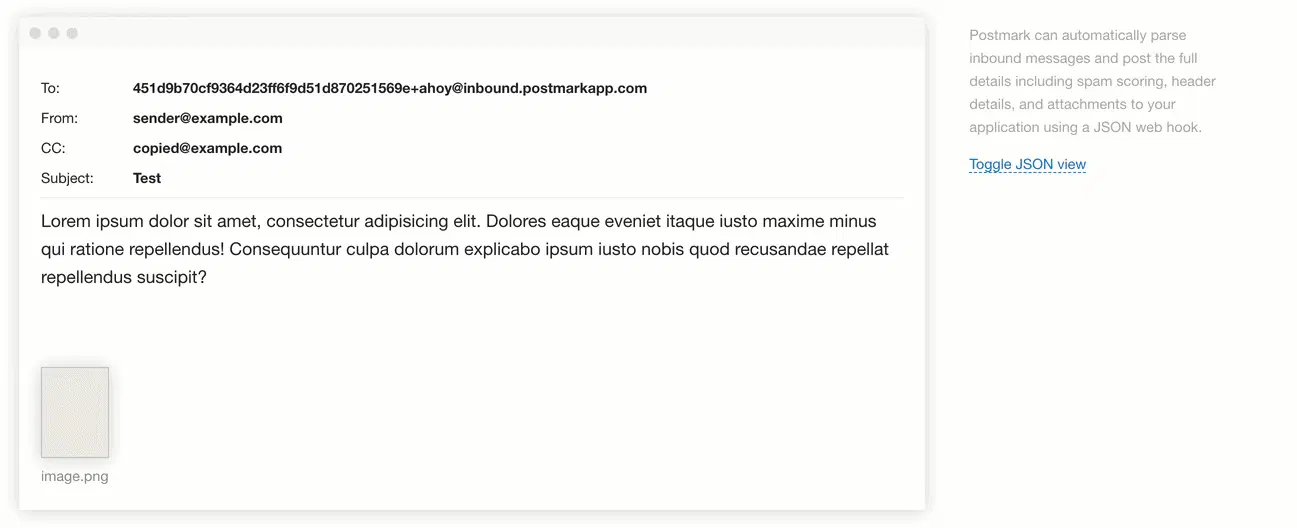 To: 451d9b70cf9364d23ff6f9d51d870251569e+ahoy@inbound.postmarkapp.com
From: sender@example.com
CC: copied@example.com
Subject: Test
Lorem ipsum dolor sit amet, consectetur adipisicing elit. Dolores eaque eveniet itaque iusto maxime minus
qui ratione repellendus! Consequuntur culpa dolorum explicabo ipsum iusto nobis quod recusandae repellat
repellendus suscipit?
image.png
Postmark can automatically parse
inbound messages and post the full
details including spam scoring, header
details, and attachments to your
application using a JSON web hook.
Toggle JSON view